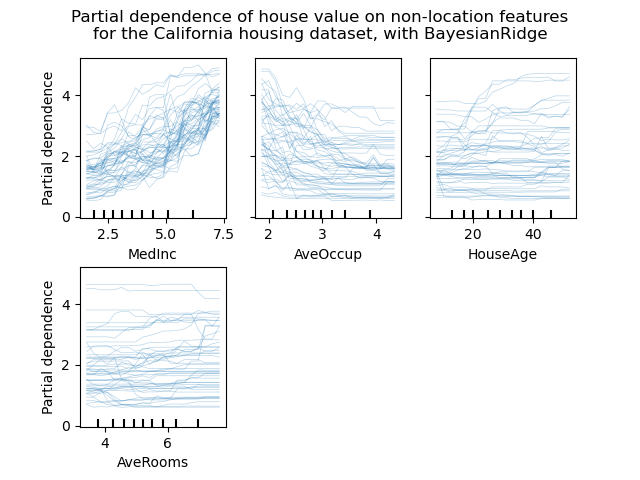 Partial dependence of house value on non-location features
for the California housing dataset, with BayesianRidge
Partial dependence
4
2
0
2.5
5.0
7.5
MedInc
2
3
4
AveOccup
20
40
HouseAge
Partial dependence
4
2
0
4
6
AveRooms